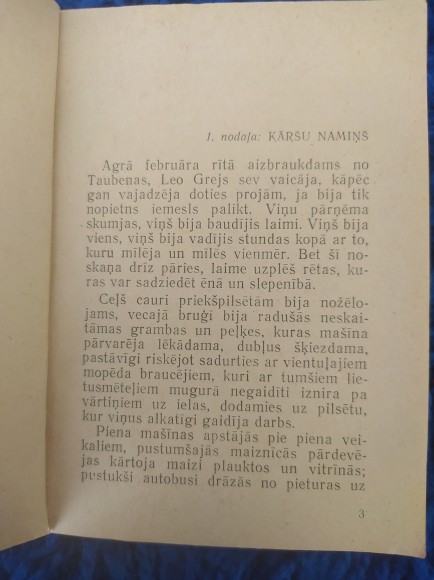 1. nodaļa: KĀRŠU NAMIŅŠ
Agrā februāra rītā aizbraukdams no
Taubenas, Leo Grejs sev vaicāja, kāpēc
gan vajadzēja doties projām, ja bija tik
nopietns iemesls palikt. Viņu pārņēma
skumjas, viņš bija baudījis laimi. Viņš bija
viens, viņš bija vadījis stundas kopā ar to,
kuru mīlēja un mīlēs vienmēr. Bet šī no-
skaņa drīz pāries, laime uzplēš rētas, ku-
ras var sadziedēt ēnā un slepenībā.
Ceļš cauri priekšpilsētām bija nožēlo-
jams, vecajā bruģī bija radušās neskai-
tāmas grambas un peļķes, kuras mašīna
pārvarēja lēkādama, dubļus šķiezdama,
pastāvīgi riskējot sadurties ar vientuļajiem
mopēda braucējiem, kuri ar tumšiem lie-
tusmēteļiem mugurā negaidīti iznira pa
vārtiņiem uz ielas, dodamies uz pilsētu,
kur viņus alkatīgi gaidīja darbs.
Piena mašīnas apstājās pie piena vei-
kaliem, pustumšajās maiznīcās pārdevē-
jas kārtoja maizi plauktos un vitrīnās;
pustukši autobusi drāzās no pieturas uz
3